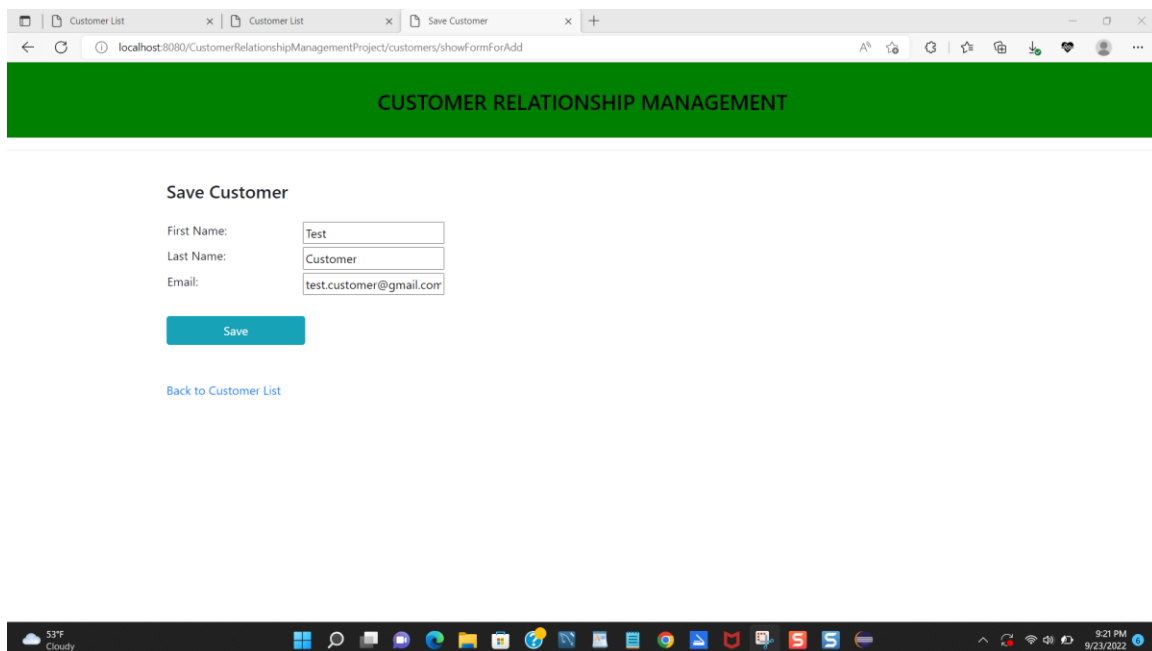 Customer List
Customer List
Save Customer
localhost:8080/CustomerRelationshipManagementProject/customers/showFormForAdd
CUSTOMER RELATIONSHIP MANAGEMENT
Save Customer
First Name: Test
Last Name: Customer
Email: test.customer@gmail.com
Save
Back to Customer List
53°F
Cloudy
9:21 PM
9/23/2022
6